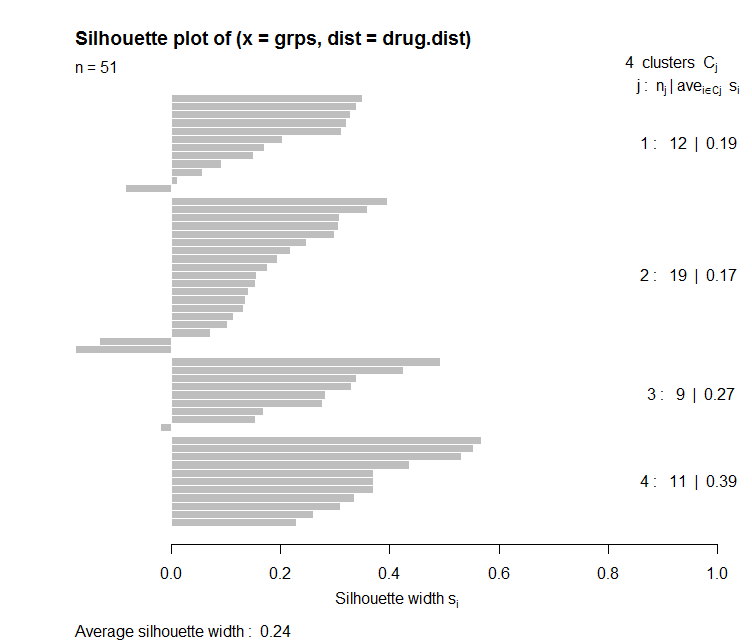 Silhouette plot of (x = grps, dist = drug.dist)
n = 51
4 clusters Cj
j : nj | avei∈Cj si
1 : 12 | 0.19
2 : 19 | 0.17
3 : 9 | 0.27
4 : 11 | 0.39
0.0 0.2 0.4 0.6 0.8 1.0
Silhouette width si
Average silhouette width : 0.24